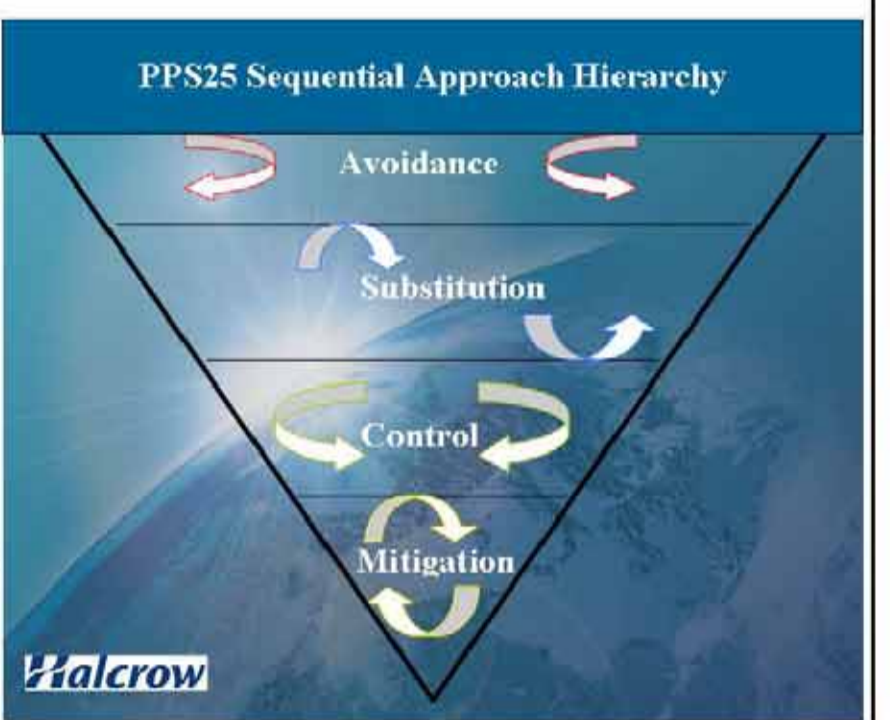 PPS25 Sequential Approach Hierarchy
Avoidance
Substitution
Control
Mitigation
Halcrow